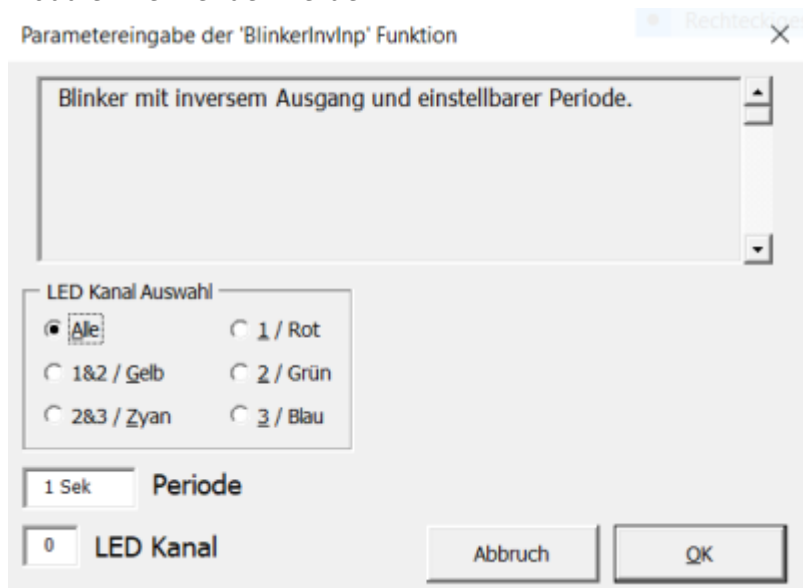 Rechteckiges
Parametereingabe der 'BlinkerInvInp' Funktion
Blinker mit inversem Ausgang und einstellbarer Periode.
LED Kanal Auswahl
Alle
1 / Rot
1&2 / Gelb
2 / Grün
2&3 / Zyan
3 / Blau
1 Sek Periode
0 LED Kanal
Abbruch
OK